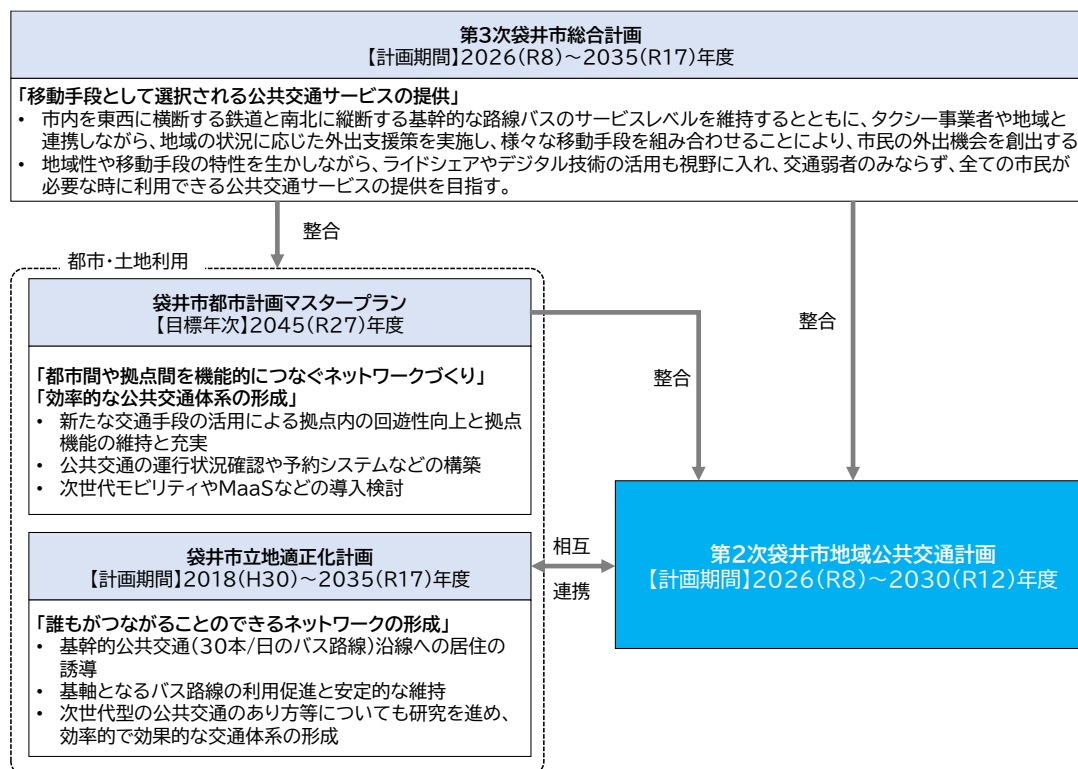 第3次袋井市総合計画
【計画期間】2026(R8)～2035(R17)年度
「移動手段として選択される公共交通サービスの提供」
• 市内を東西に横断する鉄道と南北に縦断する基幹的な路線バスのサービスレベルを維持するとともに、タクシー事業者や地域と
連携しながら、地域の状況に応じた外出支援策を実施し、様々な移動手段を組み合わせることにより、市民の外出機会を創出する
• 地域性や移動手段の特性を生かしながら、ライドシェアやデジタル技術の活用も視野に入れ、交通弱者のみならず、全ての市民が
必要な時に利用できる公共交通サービスの提供を目指す。
整合
都市・土地利用
袋井市都市計画マスタープラン
【目標年次】2045(R27)年度
「都市間や拠点間を機能的につなぐネットワークづくり」
「効率的な公共交通体系の形成」
• 新たな交通手段の活用による拠点内の回遊性向上と拠点
機能の維持と充実
• 公共交通の運行状況確認や予約システムなどの構築
• 次世代モビリティやMaaSなどの導入検討
整合
整合
袋井市立地適正化計画
【計画期間】2018(H30)～2035(R17)年度
「誰もがつながることのできるネットワークの形成」
• 基幹的公共交通(30本/日のバス路線)沿線への居住の
誘導
• 基軸となるバス路線の利用促進と安定的な維持
• 次世代型の公共交通のあり方等についても研究を進め、
効率的で効果的な交通体系の形成
相互
連携
第2次袋井市地域公共交通計画
【計画期間】2026(R8)～2030(R12)年度